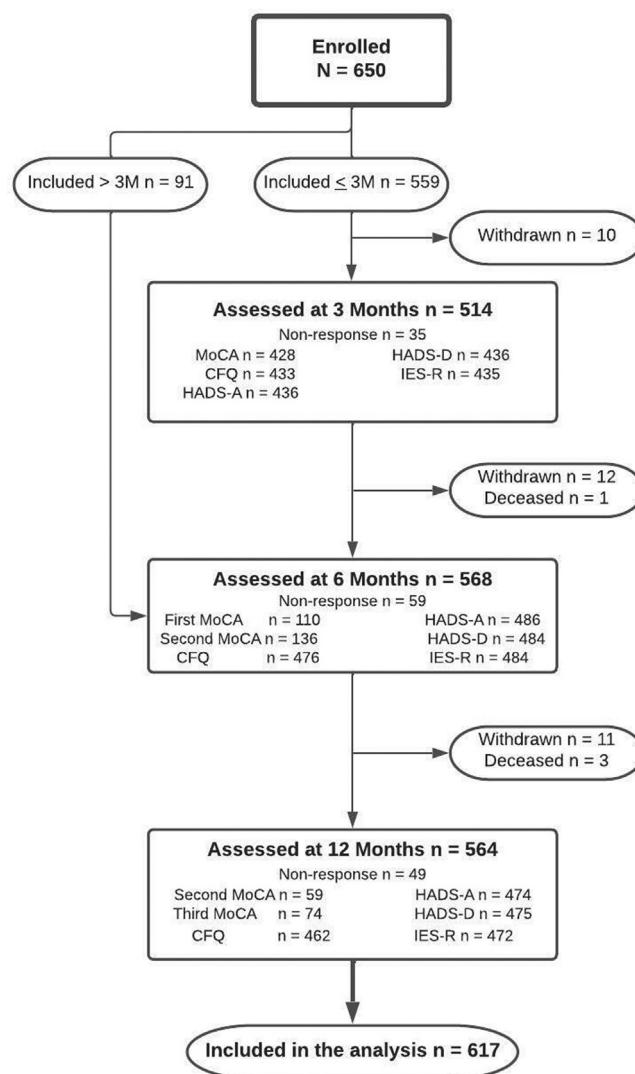 Enrolled
N = 650
Included > 3M n = 91
Included ≤ 3M n = 559
Withdrawn n = 10
Assessed at 3 Months n = 514
Non-response n = 35
MoCA n = 428 HADS-D n = 436
CFQ n = 433 IES-R n = 435
HADS-A n = 436
Withdrawn n = 12
Deceased n = 1
Assessed at 6 Months n = 568
Non-response n = 59
First MoCA n = 110 HADS-A n = 486
Second MoCA n = 136 HADS-D n = 484
CFQ n = 476 IES-R n = 484
Withdrawn n = 11
Deceased n = 3
Assessed at 12 Months n = 564
Non-response n = 49
Second MoCA n = 59 HADS-A n = 474
Third MoCA n = 74 HADS-D n = 475
CFQ n = 462 IES-R n = 472
Included in the analysis n = 617